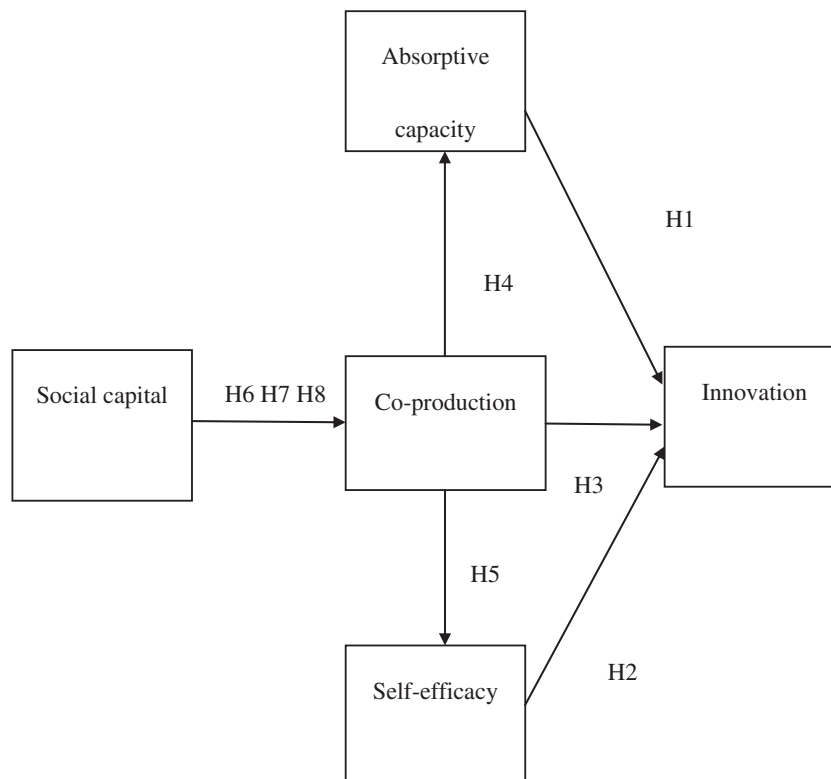 Absorptive
capacity
H1
H4
Social capital
H6 H7 H8
Co-production
Innovation
H3
H5
Self-efficacy
H2